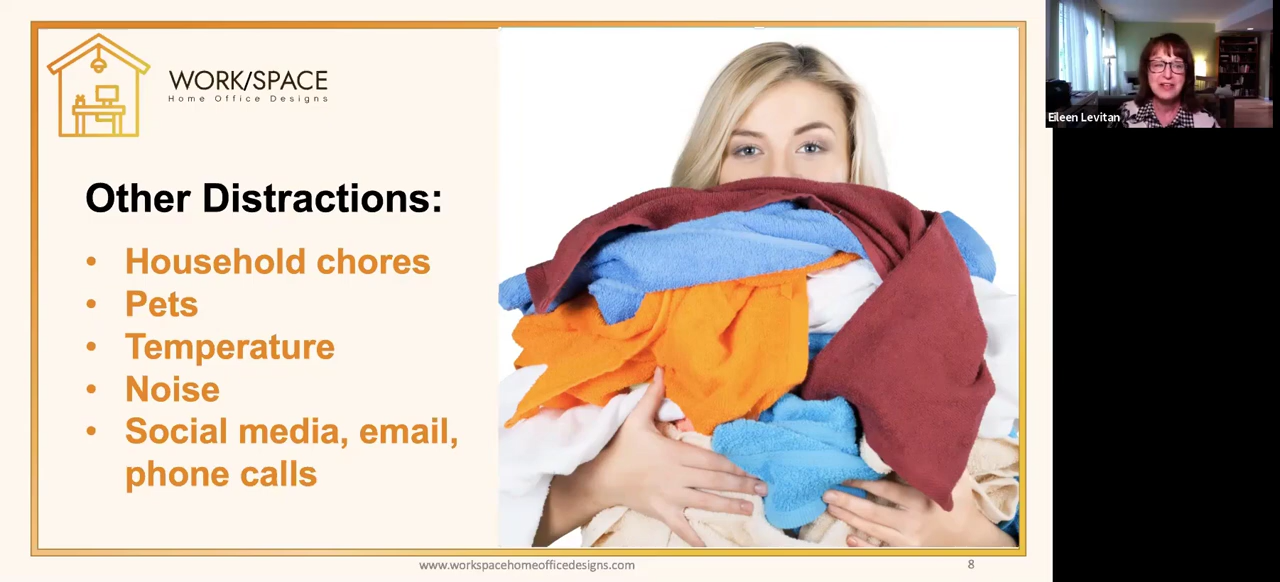 WORK/SPACE
Home Office Designs
Eileen Levitan
Other Distractions:
• Household chores
• Pets
• Temperature
• Noise
• Social media, email,
phone calls
www.workspacehomeofficedesigns.com
8